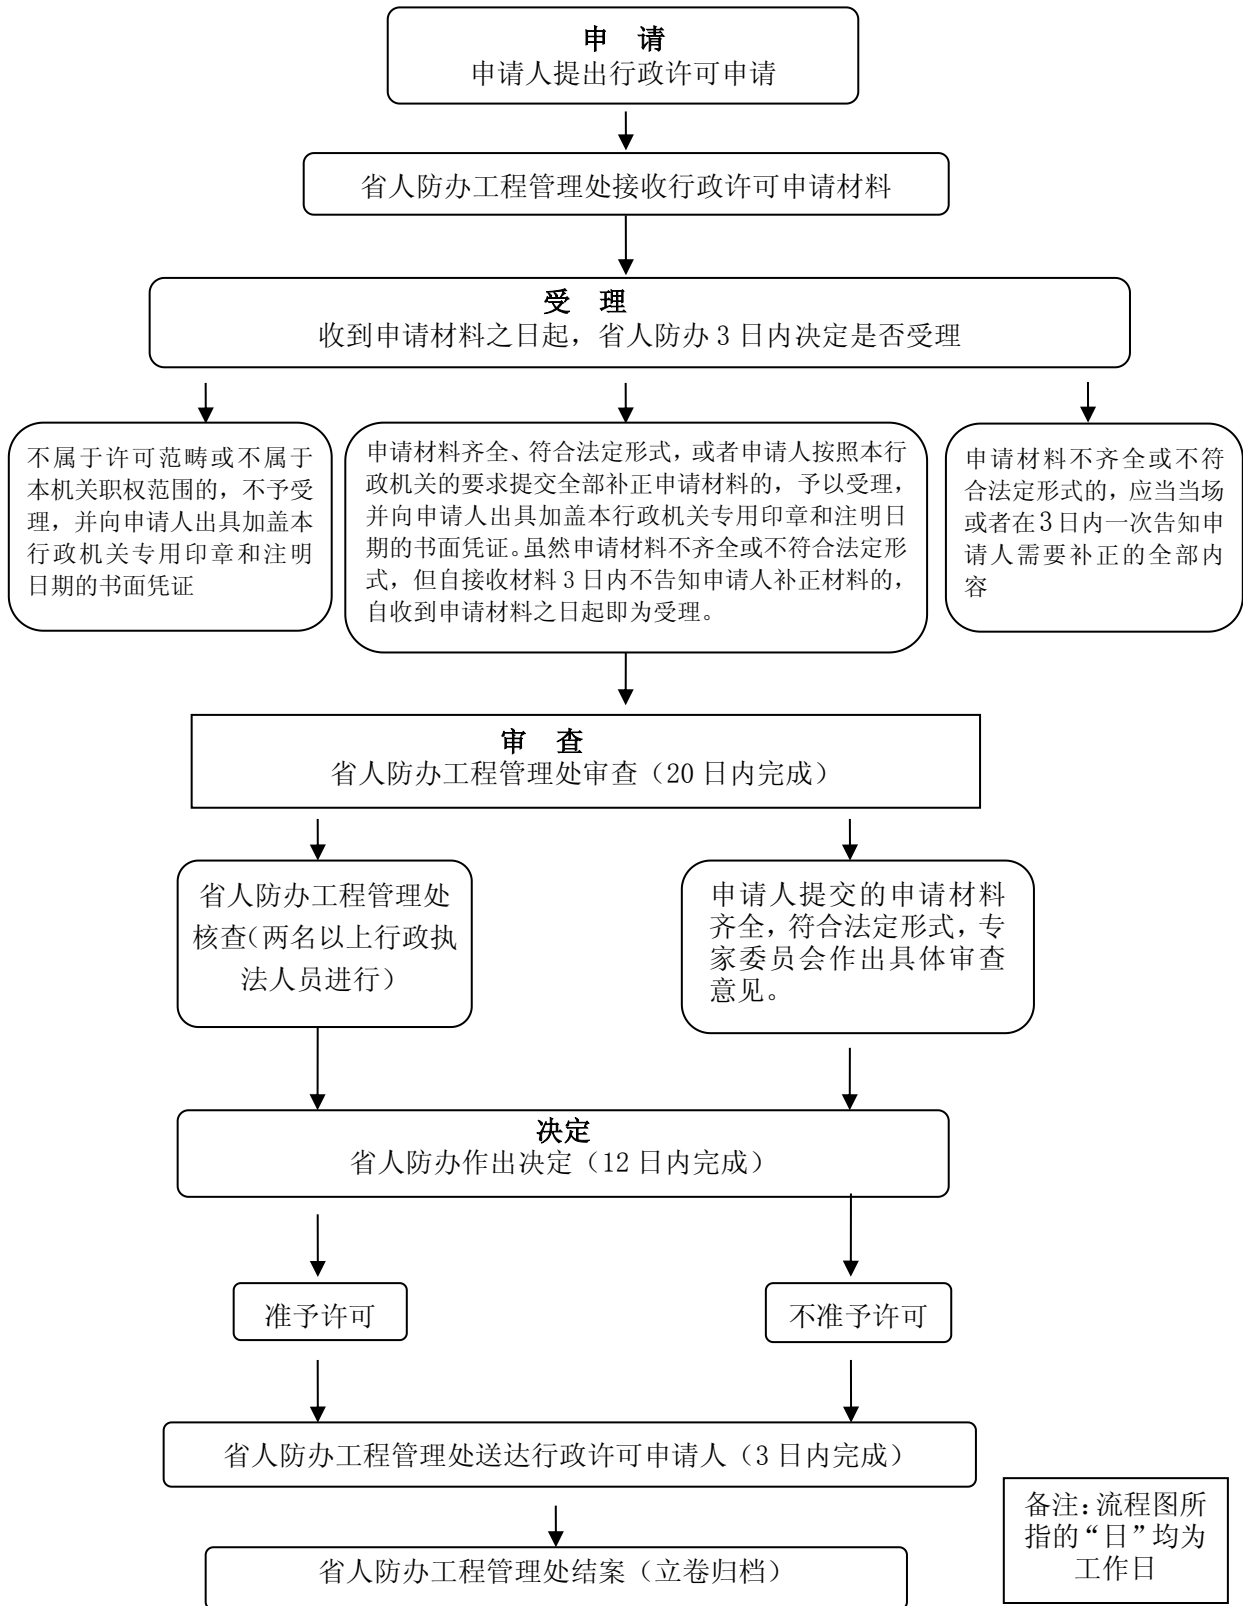 申 请
申请人提出行政许可申请
省人防办工程管理处接收行政许可申请材料
受 理
收到申请材料之日起，省人防办 3 日内决定是否受理
不属于许可范畴或不属于
本机关职权范围的，不予受
理，并向申请人出具加盖本
行政机关专用印章和注明
日期的书面凭证
申请材料齐全、符合法定形式，或者申请人按照本行
政机关的要求提交全部补正申请材料的，予以受理，
并向申请人出具加盖本行政机关专用印章和注明日
期的书面凭证。虽然申请材料不齐全或不符合法定形
式，但自接收材料 3 日内不告知申请人补正材料的，
自收到申请材料之日起即为受理。
申请材料不齐全或不符
合法定形式的，应当当场
或者在 3 日内一次告知申
请人需要补正的全部内
容
审 查
省人防办工程管理处审查（20 日内完成）
省人防办工程管理处
核查（两名以上行政执
法人员进行）
申请人提交的申请材料
齐全，符合法定形式，专
家委员会作出具体审查
意见。
决定
省人防办作出决定（12 日内完成）
准予许可
不准予许可
省人防办工程管理处送达行政许可申请人（3 日内完成）
省人防办工程管理处结案（立卷归档）
备注：流程图所
指的“日”均为
工作日